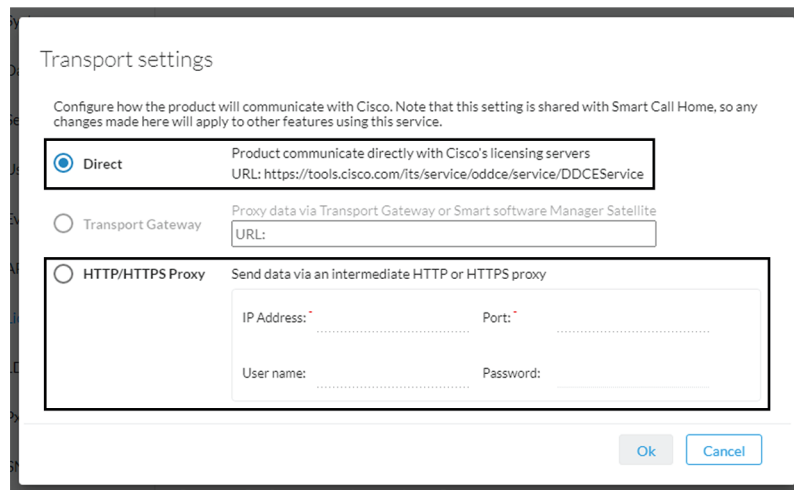 Transport settings
Configure how the product will communicate with Cisco. Note that this setting is shared with Smart Call Home, so any
changes made here will apply to other features using this service.
Direct
Product communicate directly with Cisco's licensing servers
URL: https://tools.cisco.com/its/service/oddce/service/DDCEService
Transport Gateway
Proxy data via Transport Gateway or Smart software Manager Satellite
URL:
HTTP/HTTPS Proxy
Send data via an intermediate HTTP or HTTPS proxy
IP Address:
Port:
User name:
Password:
Ok
Cancel